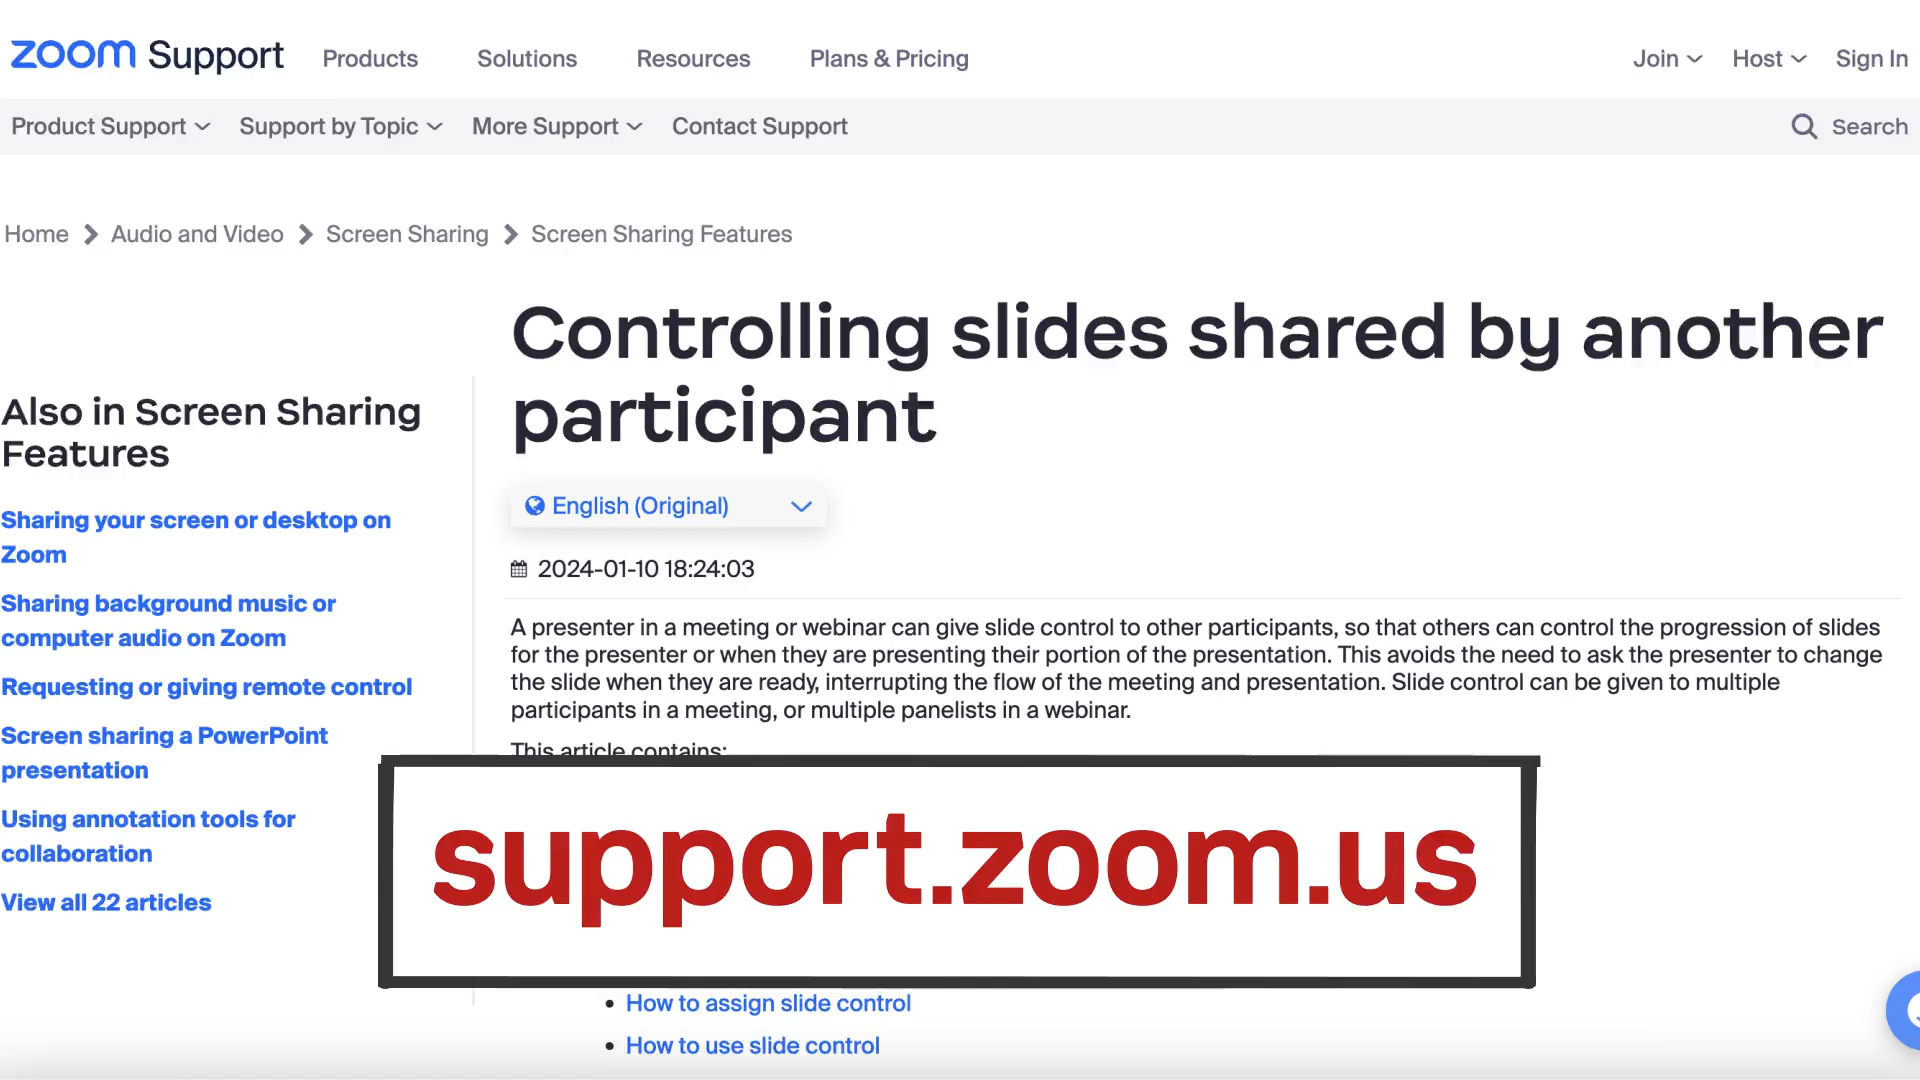 zoom Support Products Solutions Resources Plans & Pricing Join Host Sign In
Product Support Support by Topic More Support Contact Support Search
Home Audio and Video Screen Sharing Screen Sharing Features
Controlling slides shared by another
participant
English (Original)
2024-01-10 18:24:03
A presenter in a meeting or webinar can give slide control to other participants, so that others can control the progression of slides
for the presenter or when they are presenting their portion of the presentation. This avoids the need to ask the presenter to change
the slide when they are ready, interrupting the flow of the meeting and presentation. Slide control can be given to multiple
participants in a meeting, or multiple panelists in a webinar.
This article contains:
Also in Screen Sharing
Features
Sharing your screen or desktop on
Zoom
Sharing background music or
computer audio on Zoom
Requesting or giving remote control
Screen sharing a PowerPoint
presentation
Using annotation tools for
collaboration
View all 22 articles
support.zoom.us
• How to assign slide control
• How to use slide control